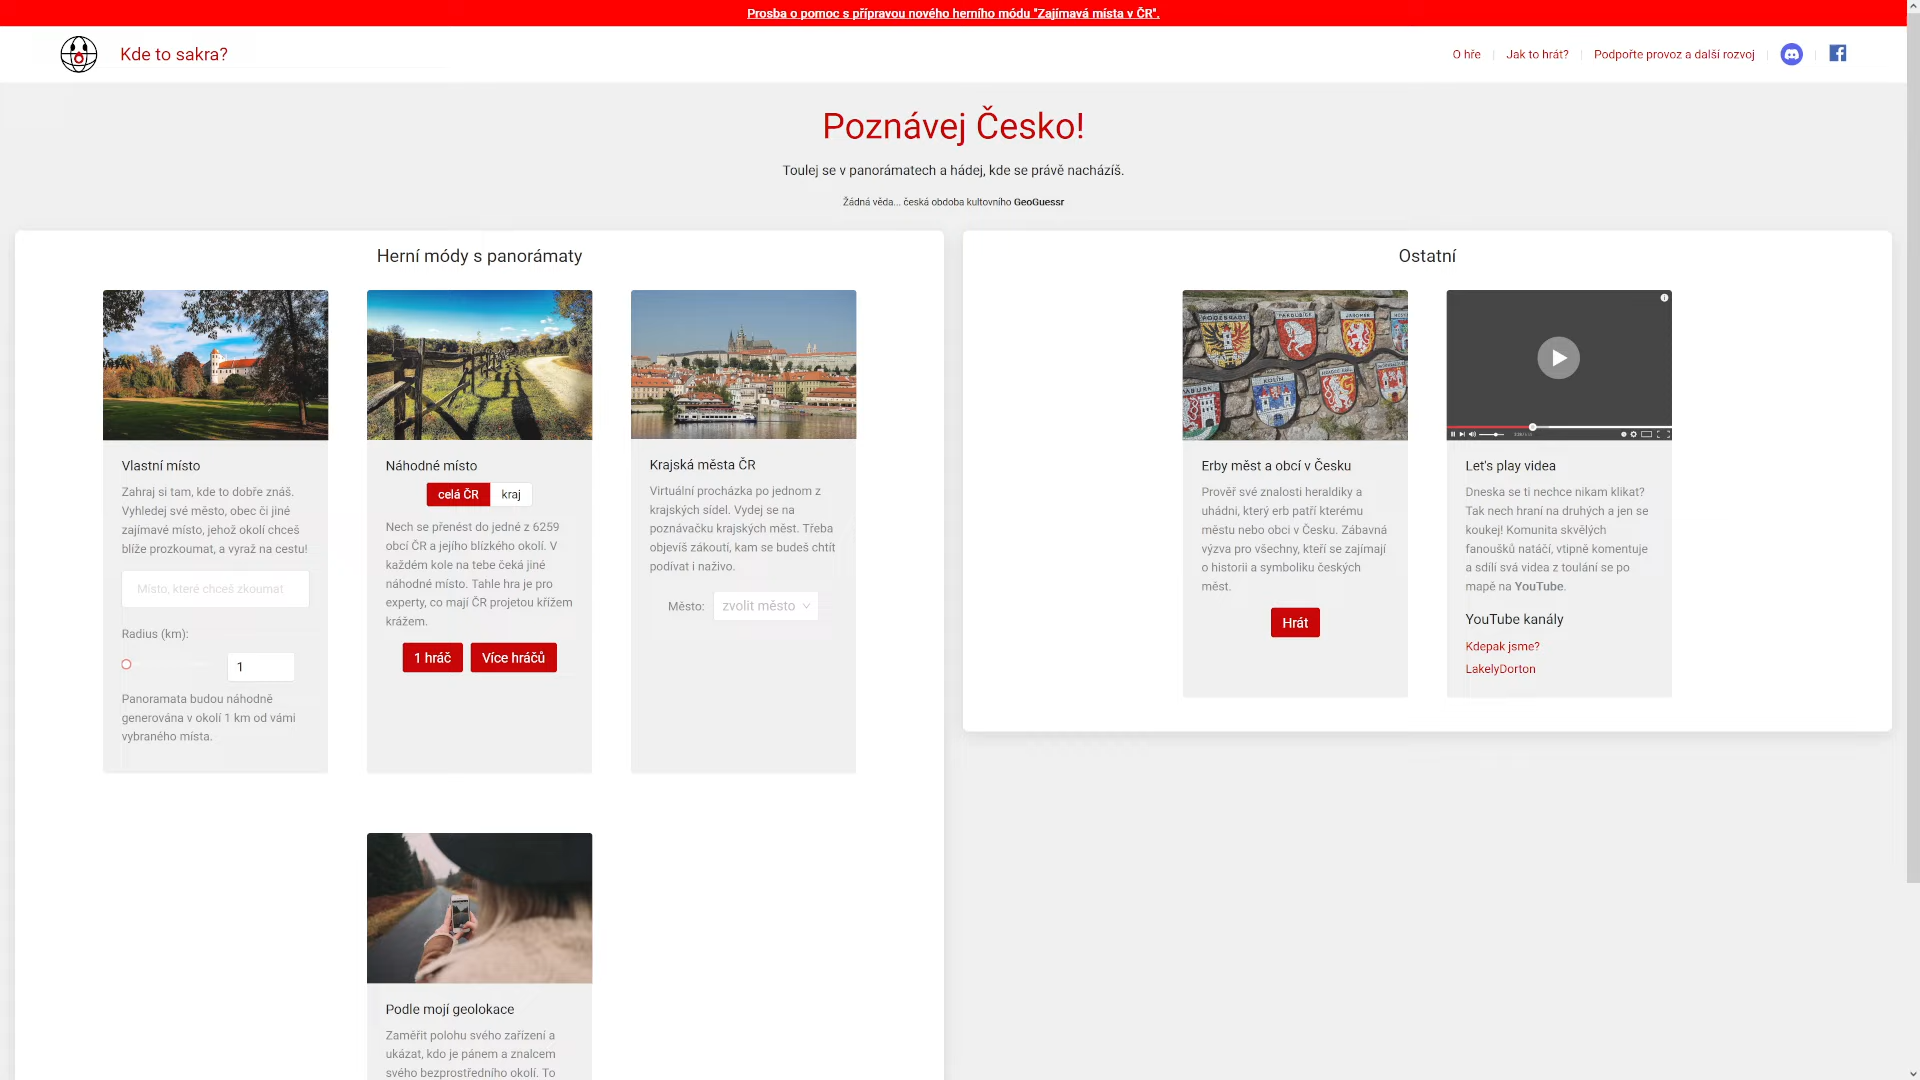 Prosba o pomoc s přípravou nového herního módu "Zajímavá místa v ČR".
Kde to sakra?
O hře
Jak to hrát?
Podpořte provoz a další rozvoj
Poznávej Česko!
Toulej se v panorámatech a hádej, kde se právě nacházíš.
Žádná věda... česká obdoba kultovního GeoGuessr
Herní módy s panorámaty
Vlastní místo
Zahraj si tam, kde to dobře znáš.
Vyhledej své město, obec či jiné
zajímavé místo, jehož okolí chceš
blíže prozkoumat, a vyraž na cestu!
Místo, které chceš zkoumat
Radius (km):
1
Panoramata budou náhodně
generována v okolí 1 km od vámi
vybraného místa.
Náhodné místo
celá ČR
kraj
Nech se přenést do jedné z 6259
obcí ČR a jejího blízkého okolí. V
každém kole na tebe čeká jiné
náhodné místo. Tahle hra je pro
experty, co mají ČR projetou křížem
krážem.
1 hráč
Více hráčů
Krajská města ČR
Virtuální procházka po jednom z
krajských sídel. Vydej se na
poznávačku krajských měst. Třeba
objevíš zákoutí, kam se budeš chtít
podívat i naživo.
Město:
zvolit město
Podle mojí geolokace
Zaměřit polohu svého zařízení a
ukázat, kdo je pánem a znalcem
svého bezprostředního okolí. To
Ostatní
PODĚBRADY
PARDUBICE
JAROMĚŘ
KOLÍN
Erby měst a obcí v Česku
Prověř své znalosti heraldiky a
uhádni, který erb patří kterému
městu nebo obci v Česku. Zábavná
výzva pro všechny, kteří se zajímají
o historii a symboliku českých
měst.
Hrát
Let's play videa
Dneska se ti nechce nikam klikat?
Tak nech hraní na druhých a jen se
koukej! Komunita skvělých
fanoušků natáčí, vtipně komentuje
a sdílí svá videa z toulání se po
mapě na YouTube.
YouTube kanály
Kdepak jsme?
LakelyDorton